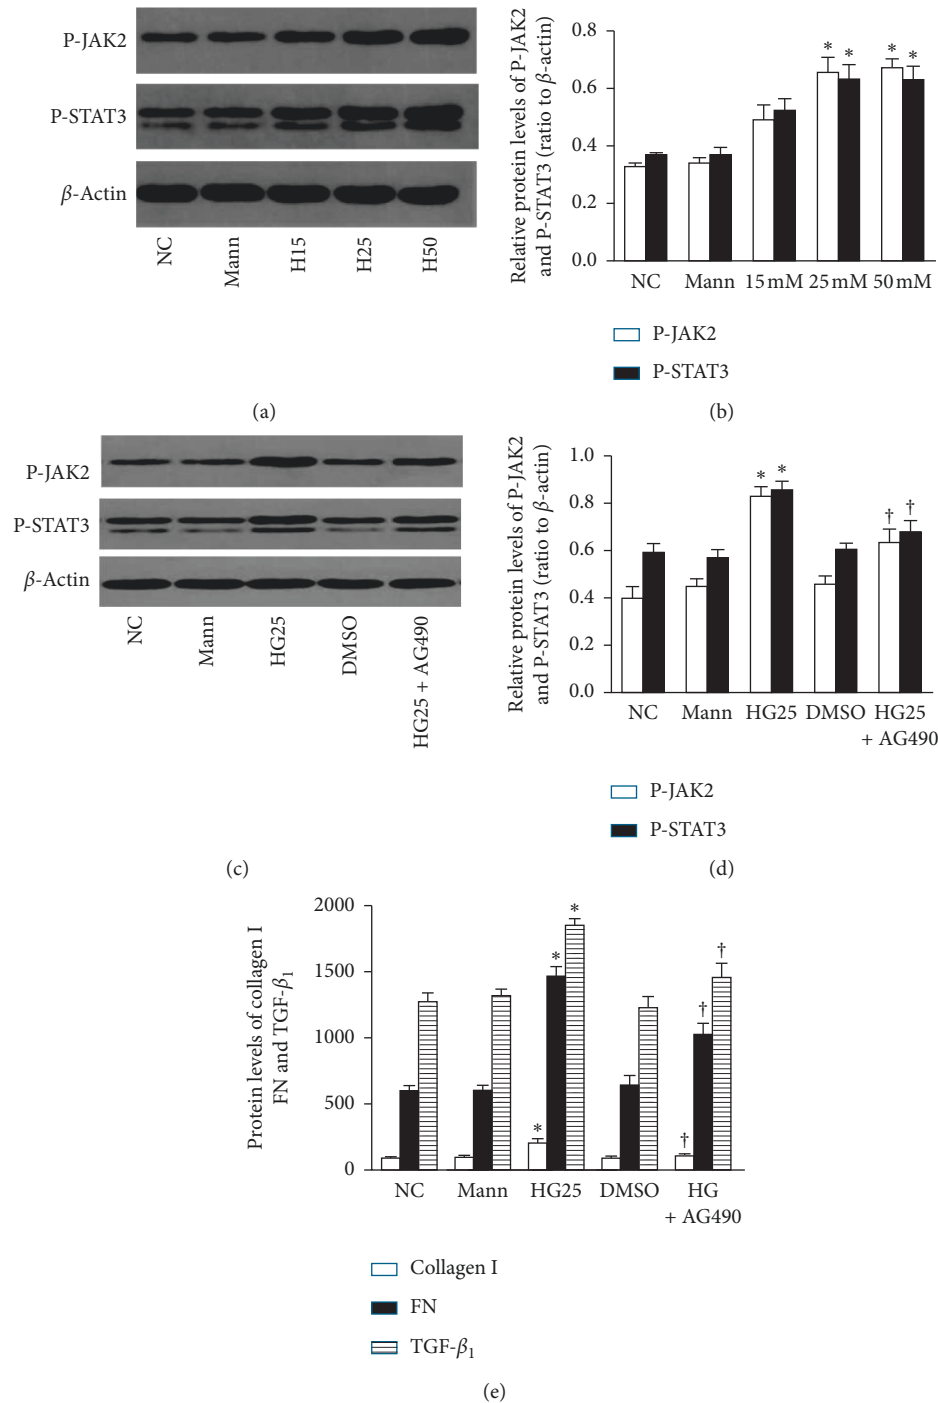 P-JAK2
P-STAT3
β-Actin
NC
Mann
H15
H25
H50
(a)
Relative protein levels of P-JAK2
and P-STAT3 (ratio to β-actin)
0.8
0.6
0.4
0.2
0.0
* * * *
NC Mann 15 mM 25 mM 50 mM
P-JAK2
P-STAT3
(b)
P-JAK2
P-STAT3
β-Actin
NC
Mann
HG25
DMSO
HG25 + AG490
(c)
Relative protein levels of P-JAK2
and P-STAT3 (ratio to β-actin)
1.0
0.8
0.6
0.4
0.2
0.0
* *
† †
NC Mann HG25 DMSO HG25
+ AG490
P-JAK2
P-STAT3
(d)
Protein levels of collagen I
FN and TGF-β₁
2000
1500
1000
500
0
*
*
*
†
†
†
NC Mann HG25 DMSO HG
+ AG490
Collagen I
FN
TGF-β₁
(e)